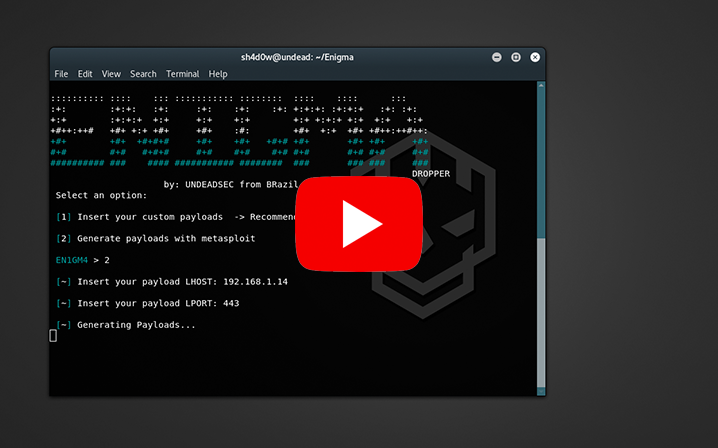 sh4d0w@undead: ~/Enigma
File Edit View Search Terminal Help
:::::::::: ::::    ::: ::::::::::: ::::::::  ::::    ::::      :::
DROPPER
by: UNDEADSEC from BRazil
Select an option:
[1] Insert your custom payloads  -> Recommen
[2] Generate payloads with metasploit
EN1GM4 > 2
[~] Insert your payload LHOST: 192.168.1.14
[~] Insert your payload LPORT: 443
[~] Generating Payloads...